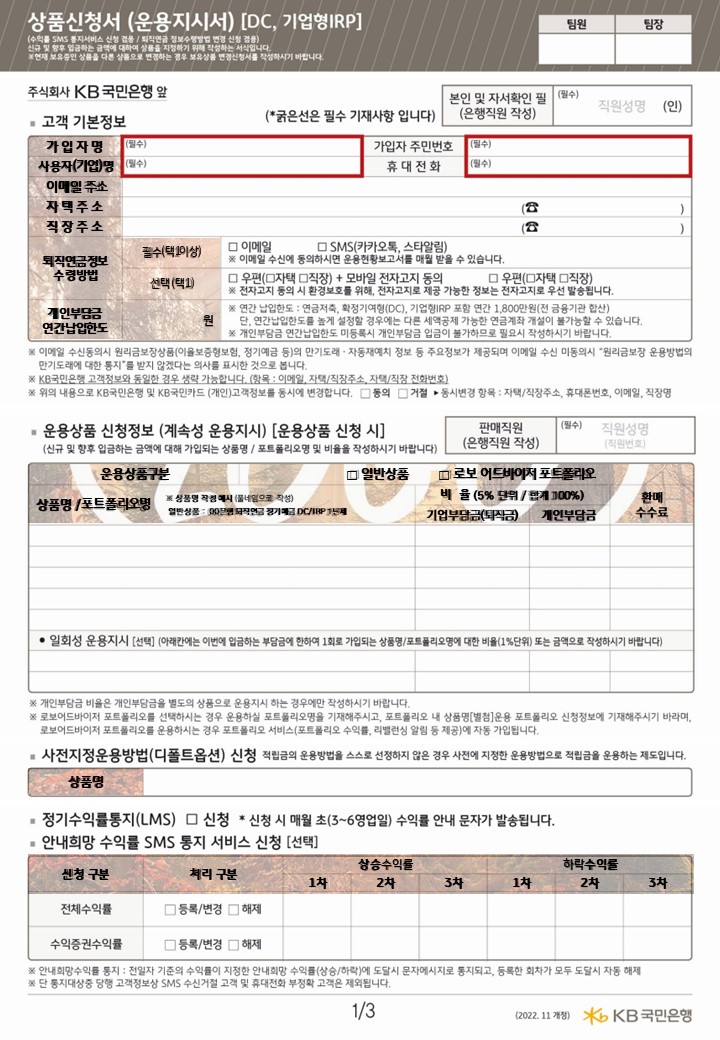 상품신청서 (운용지시서) [DC, 기업형IRP]
(수익률 SMS 통지서비스 신청 겸용 / 퇴직연금 정보수령방법 변경 신청 겸용)
신규 및 향후 입금하는 금액에 대하여 상품을 지정하기 위해 작성하는 서식입니다.
※현재 보유중인 상품을 다른 상품으로 변경하는 경우 보유상품 변경신청서를 작성하시기 바랍니다.
팀원 팀장
주식회사 KB 국민은행 앞
(*굵은선은 필수 기재사항 입니다)
본인 및 자서확인 필 (필수) 직원성명 (인)
(은행직원 작성)
■ 고객 기본정보
가 입 자 명 (필수) 가입자 주민번호 (필수)
사용자(기업)명 (필수) 휴 대 전 화 (필수)
이메일 주소
자 택 주 소 (☎ )
직 장 주 소 (☎ )
퇴직연금정보 수령방법
필수(택1이상) □ 이메일 □ SMS(카카오톡, 스타알림)
※ 이메일 수신에 동의하시면 운용현황보고서를 매월 받을 수 있습니다.
선택 (택1) □ 우편(□자택 □직장) + 모바일 전자고지 동의 □ 우편(□자택 □직장)
※ 전자고지 동의 시 환경보호를 위해, 전자고지로 제공 가능한 정보는 전자고지로 우선 발송됩니다.
개인부담금 연간납입한도 원
※ 연간 납입한도 : 연금저축, 확정기여형(DC), 기업형IRP 포함 연간 1,800만원(전 금융기관 합산)
단, 연간납입한도를 높게 설정할 경우에는 다른 세액공제 가능한 연금계좌 개설이 불가능할 수 있습니다.
※ 개인부담금 연간납입한도 미등록시 개인부담금 입금이 불가하므로 필요시 작성하시기 바랍니다.
※ 이메일 수신동의시 원리금보장상품(이율보증형보험, 정기예금 등)의 만기도래 · 자동재예치 정보 등 주요정보가 제공되며 이메일 수신 미동의시 "원리금보장 운용방법의
만기도래에 대한 통지"를 받지 않겠다는 의사를 표시한 것으로 봅니다.
※ KB국민은행 고객정보와 동일한 경우 생략 가능합니다. (항목 : 이메일, 자택/직장주소, 자택/직장 전화번호)
※ 위의 내용으로 KB국민은행 및 KB국민카드 (개인)고객정보를 동시에 변경합니다. □ 동의 □ 거절 ▶ 동시변경 항목 : 자택/직장주소, 휴대폰번호, 이메일, 직장명
■ 운용상품 신청정보 (계속성 운용지시) [운용상품 신청 시]
(신규 및 향후 입금하는 금액에 대해 가입되는 상품명 / 포트폴리오명 및 비율을 작성하시기 바랍니다)
판매직원 (필수) 직원성명
(은행직원 작성) (직원번호)
운용상품구분 □ 일반상품 □ 로보 어드바이저 포트폴리오
상품명 / 포트폴리오명
※ 상품명 작성 예시 (풀네임으로 작성)
일반상품 : 00은행 퇴직연금 정기예금 DC/IRP 1년제
비 율 (5% 단위 / 합계 100%)
기업부담금(퇴직금) 개인부담금
환매 수수료
● 일회성 운용지시 [선택] (아래칸에는 이번에 입금하는 부담금에 한하여 1회로 가입되는 상품명/포트폴리오명에 대한 비율(1%단위) 또는 금액으로 작성하시기 바랍니다)
※ 개인부담금 비율은 개인부담금을 별도의 상품으로 운용지시 하는 경우에만 작성하시기 바랍니다.
※ 로보어드바이저 포트폴리오를 선택하시는 경우 운용하실 포트폴리오명을 기재해주시고, 포트폴리오 내 상품명[별첨]운용 포트폴리오 신청정보에 기재해주시기 바라며,
로보어드바이저 포트폴리오를 운용하시는 경우 포트폴리오 서비스(포트폴리오 수익률, 리밸런싱 알림 등 제공)에 자동 가입됩니다.
■ 사전지정운용방법(디폴트옵션) 신청 적립금의 운용방법을 스스로 선정하지 않은 경우 사전에 지정한 운용방법으로 적립금을 운용하는 제도입니다.
상품명
■ 정기수익률통지(LMS) □ 신청 * 신청 시 매월 초(3~6영업일) 수익률 안내 문자가 발송됩니다.
■ 안내희망 수익률 SMS 통지 서비스 신청 [선택]
신청 구분 처리 구분 상승수익률 하락수익률
1차 2차 3차 1차 2차 3차
전체수익률 □ 등록/변경 □ 해제
수익증권수익률 □ 등록/변경 □ 해제
※ 안내희망수익률 통지 : 전일자 기준의 수익률이 지정한 안내희망 수익률(상승/하락)에 도달시 문자메시지로 통지되고, 등록한 회차가 모두 도달시 자동 해제
※ 단 통지대상중 당행 고객정보상 SMS 수신거절 고객 및 휴대전화 부정확 고객은 제외됩니다.
1/3
(2022. 11 개정) KB 국민은행